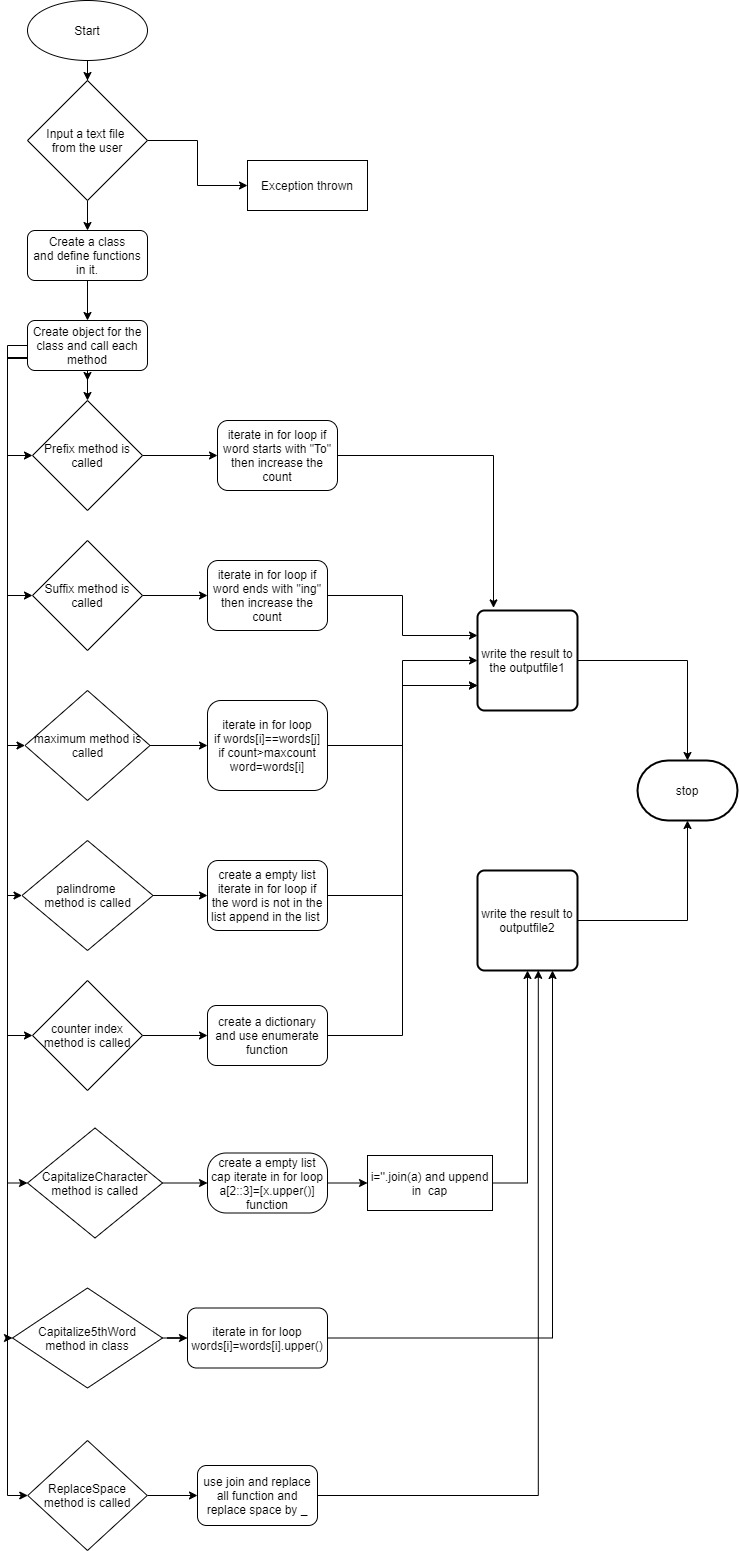 Start
Input a text file
from the user
Exception thrown
Create a class
and define functions
in it.
Create object for the
class and call each
method
Prefix method is
called
iterate in for loop if
word starts with "To"
then increase the
count
Suffix method is
called
iterate in for loop if
word ends with "ing"
then increase the
count
write the result to
the outputfile1
maximum method is
called
iterate in for loop
if words[i]==words[j]
if count>maxcount
word=words[i]
stop
palindrome
method is called
create a empty list
iterate in for loop if
the word is not in the
list append in the list
write the result to
outputfile2
counter index
method is called
create a dictionary
and use enumerate
function
CapitalizeCharacter
method is called
create a empty list
cap iterate in for loop
a[2::3]=[x.upper()]
function
i=".join(a) and uppend
in cap
Capitalize5thWord
method in class
iterate in for loop
words[i]=words[i].upper()
ReplaceSpace
method is called
use join and replace
all function and
replace space by _